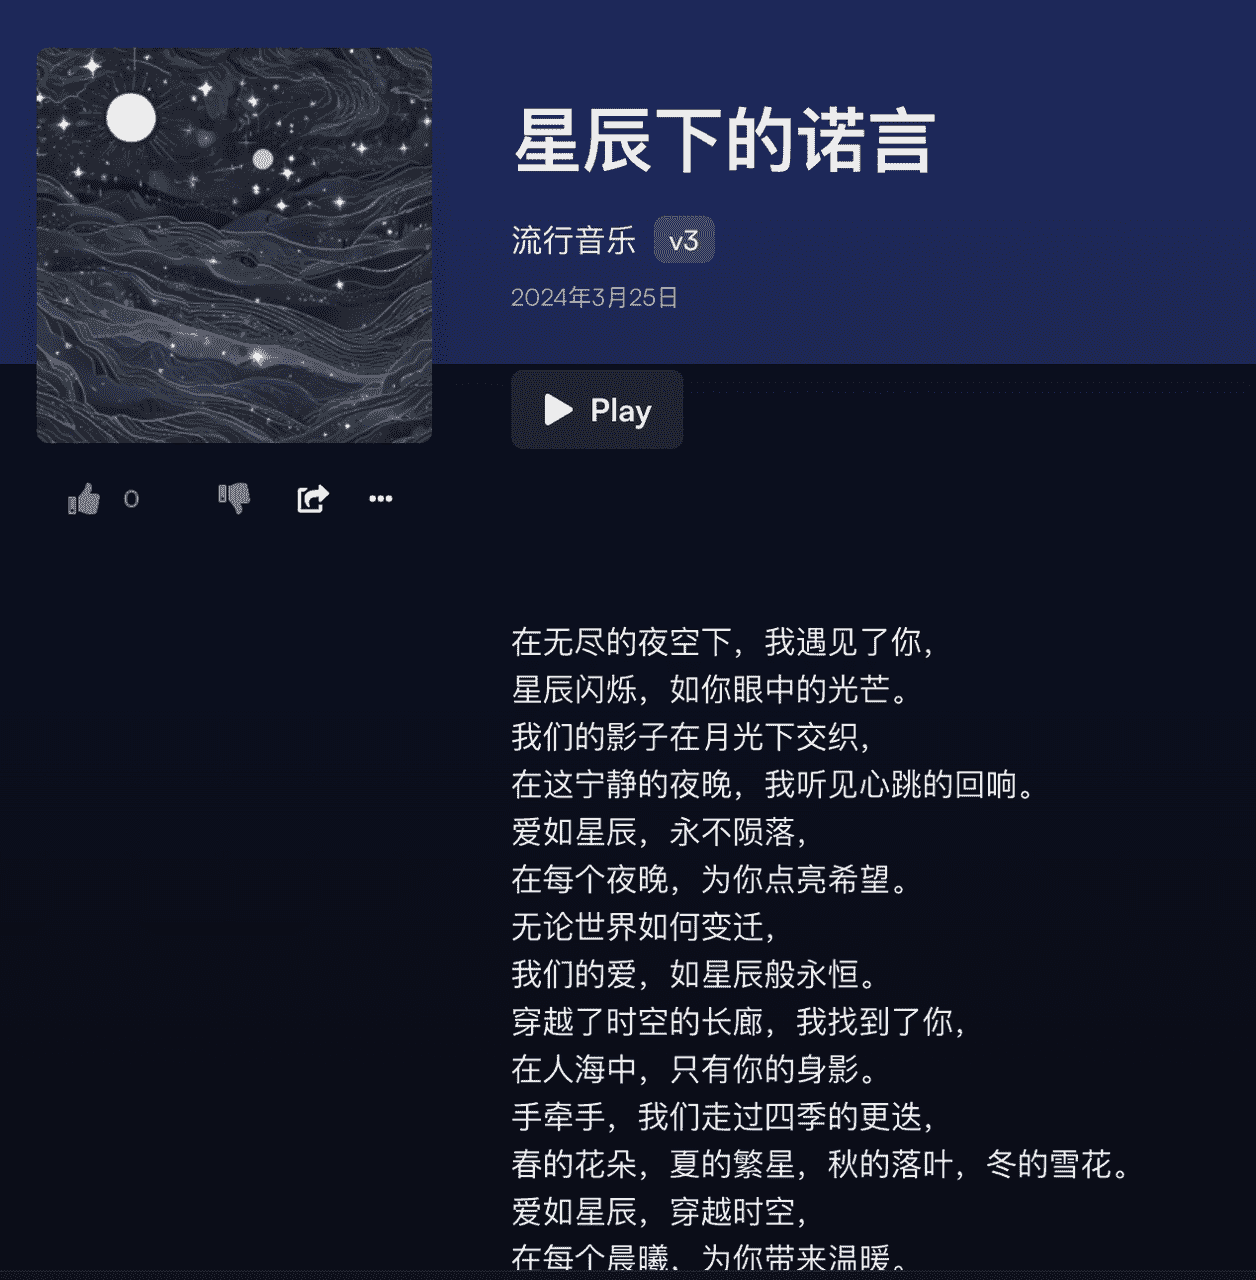 星辰下的诺言
流行音乐 v3
2024年3月25日
Play
0
在无尽的夜空下，我遇见了你，
星辰闪烁，如你眼中的光芒。
我们的影子在月光下交织，
在这宁静的夜晚，我听见心跳的回响。
爱如星辰，永不陨落，
在每个夜晚，为你点亮希望。
无论世界如何变迁，
我们的爱，如星辰般永恒。
穿越了时空的长廊，我找到了你，
在人海中，只有你的身影。
手牵手，我们走过四季的更迭，
春的花朵，夏的繁星，秋的落叶，冬的雪花。
爱如星辰，穿越时空，
在每个晨曦，为你带来温暖。